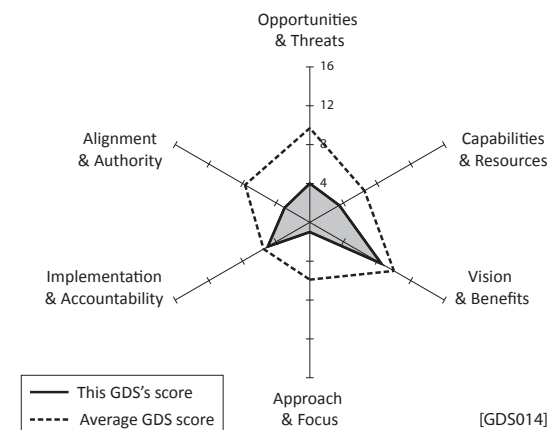 Opportunities
& Threats
16
12
8
4
Alignment
& Authority
Capabilities
& Resources
Implementation
& Accountability
Vision
& Benefits
This GDS's score
Average GDS score
Approach
& Focus
[GDS014]